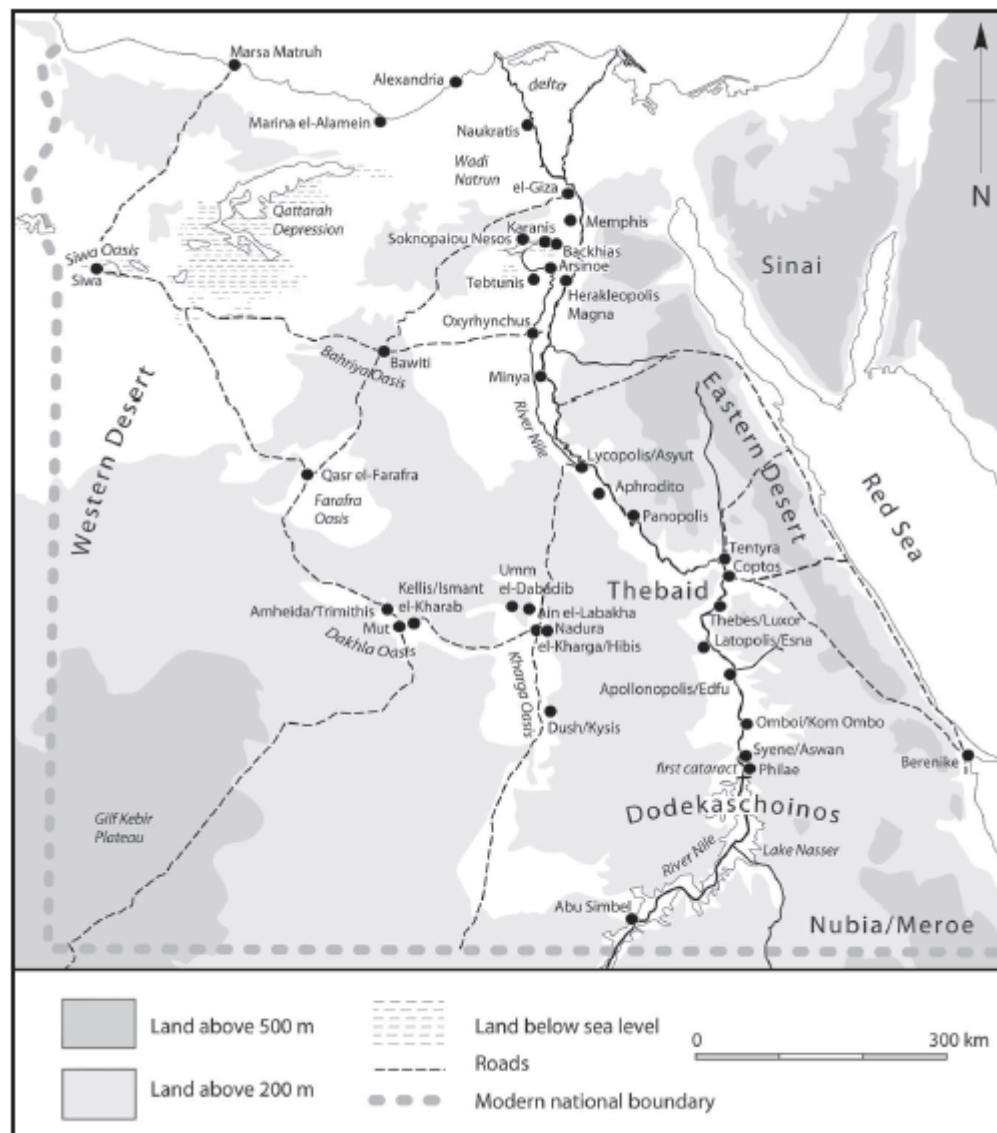 Marsa Matruh
Alexandria
delta
Marina el-Alamein
Naukratis
Wadi
Natrun
el-Giza
N
Qattarah
Depression
Memphis
Karanis
Soknopaiou Nesos
Backhias
Sinai
Siwa Oasis
Siwa
Arsinoe
Tebtunis
Herakleopolis
Magna
Oxyrhynchus
Bahriya Oasis
Bawiti
Minya
River Nile
Eastern Desert
Western Desert
Lycopolis/Asyut
Qasr el-Farafra
Farafra
Oasis
Aphrodito
Panopolis
Red Sea
Tentyra
Coptos
Umm
el-Dabadib
Thebaid
Kellis/Ismant
el-Kharab
Amheida/Trimithis
Ain el-Labakha
Mut
Nadura
Thebes/Luxor
Dakhla Oasis
el-Kharga/Hibis
Latopolis/Esna
Kharga Oasis
Apollonopolis/Edfu
Dush/Kysis
Omboi/Kom Ombo
Syene/Aswan
Berenike
first cataract
Philae
Dodekaschoinos
Gilf Kebir
Plateau
River Nile
Lake Nasser
Abu Simbel
Nubia/Meroe
Land above 500 m
Land above 200 m
Land below sea level
Roads
Modern national boundary
0 300 km